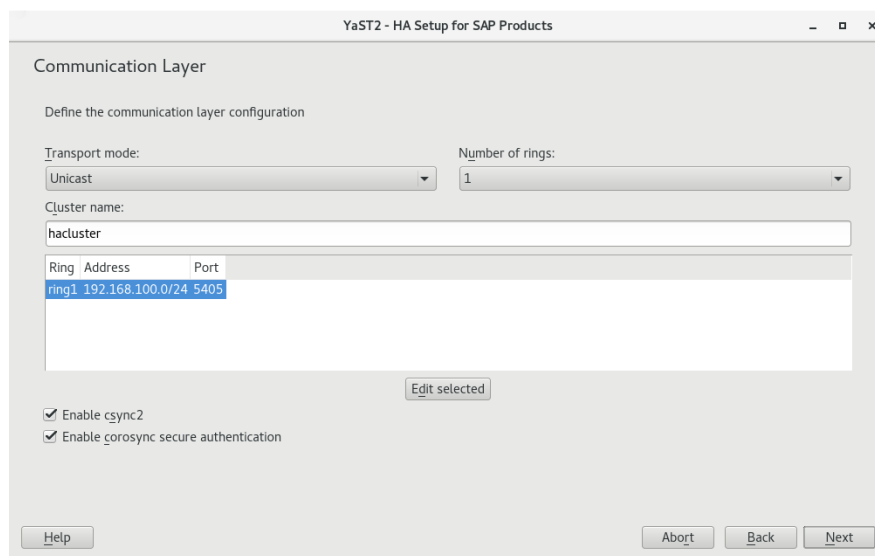 YaST2 - HA Setup for SAP Products
Communication Layer
Define the communication layer configuration
Transport mode: Number of rings:
Unicast 1
Cluster name:
hacluster
Ring Address Port
ring1 192.168.100.0/24 5405
Edit selected
Enable csync2
Enable corosync secure authentication
Help Abort Back Next